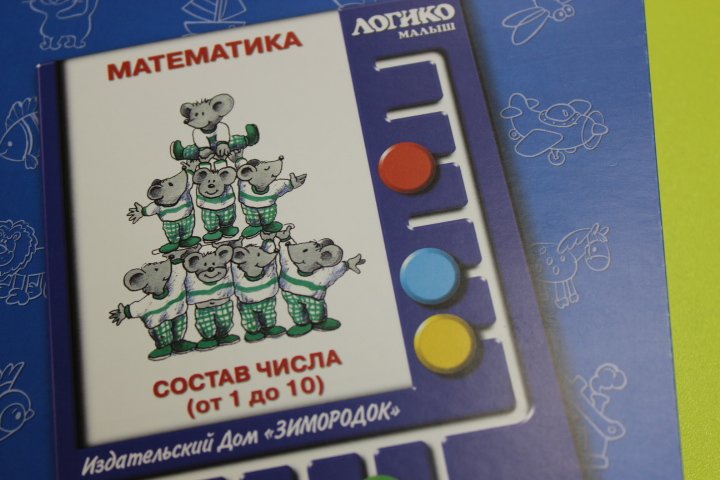 ЛОГИКО
МАЛЫШ
МАТЕМАТИКА
СОСТАВ ЧИСЛА
(от 1 до 10)
Издательский Дом «ЗИМОРОДОК»